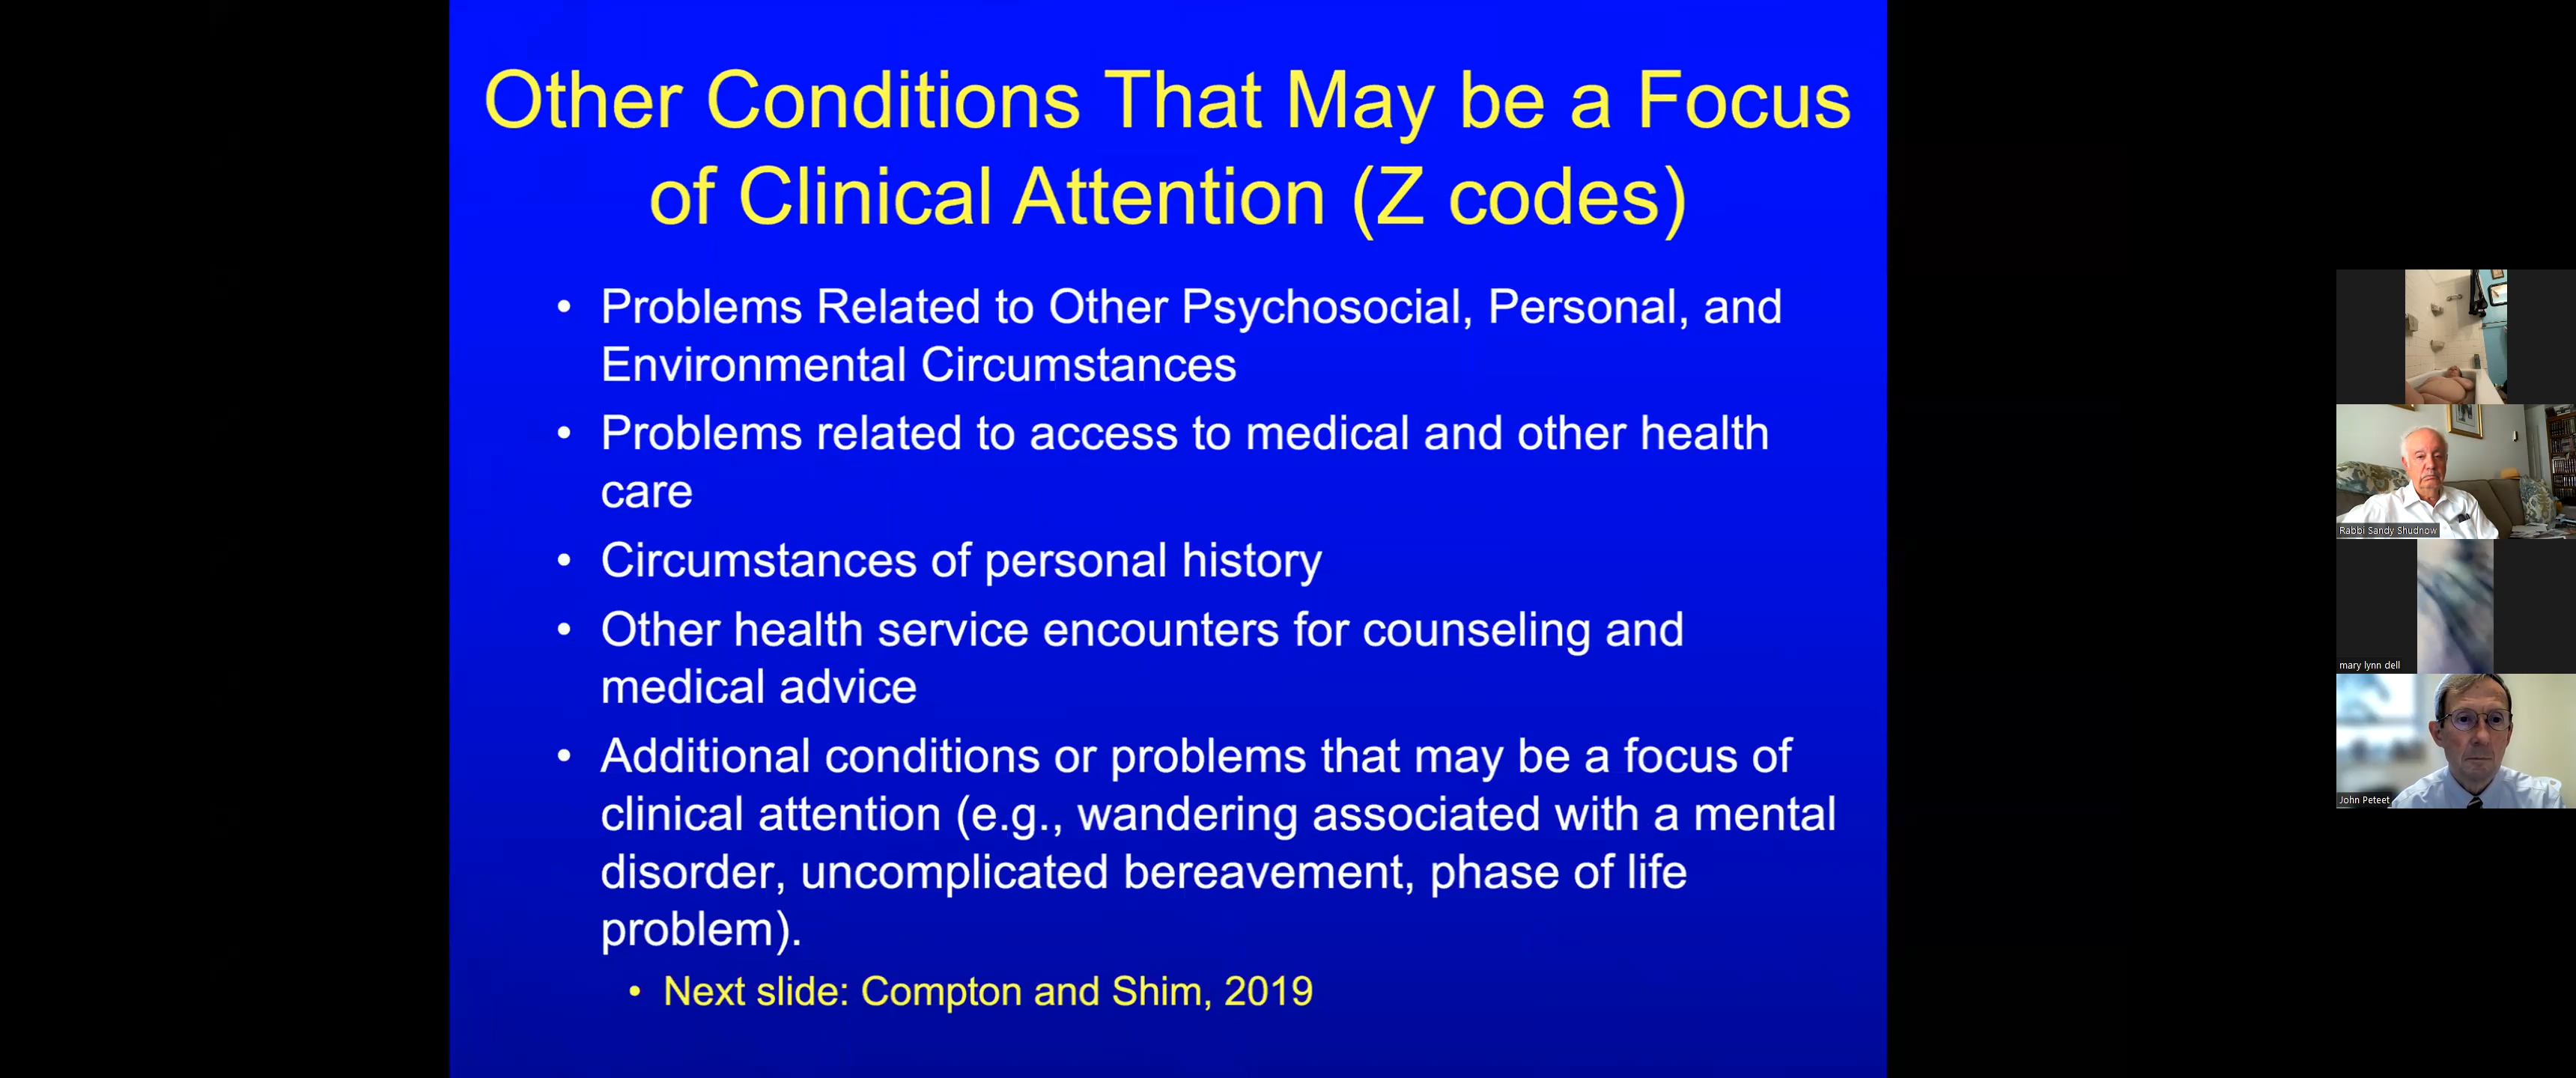 Other Conditions That May be a Focus
of Clinical Attention (Z codes)
• Problems Related to Other Psychosocial, Personal, and
Environmental Circumstances
• Problems related to access to medical and other health
care
• Circumstances of personal history
• Other health service encounters for counseling and
medical advice
• Additional conditions or problems that may be a focus of
clinical attention (e.g., wandering associated with a mental
disorder, uncomplicated bereavement, phase of life
problem).
• Next slide: Compton and Shim, 2019
Rabbi Sandy Shudnow
mary lynn dell
John Peteet